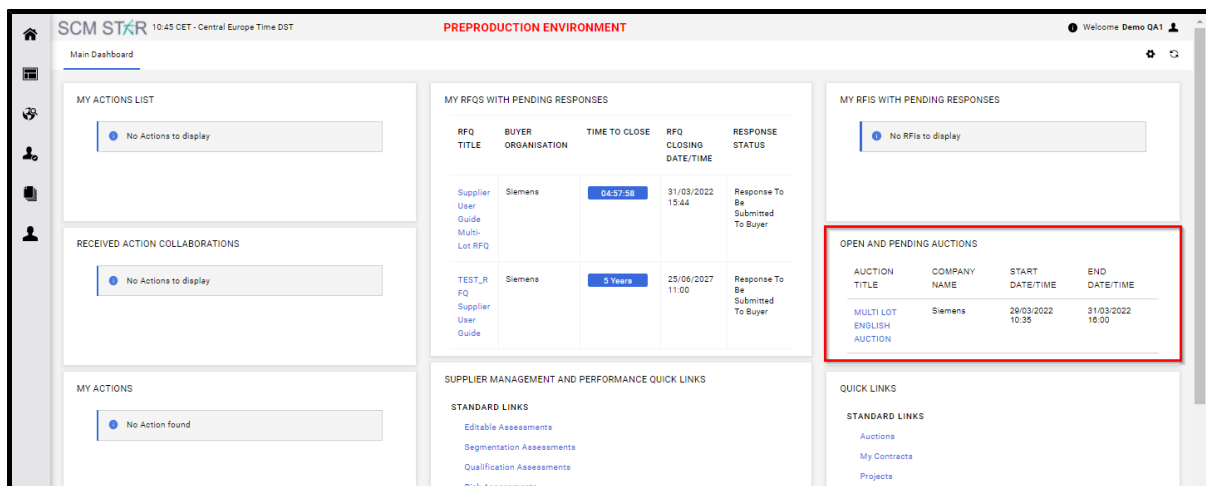 SCM STAR 10:45 CET - Central Europe Time DST
PREPRODUCTION ENVIRONMENT
Welcome Demo QA1
Main Dashboard
MY ACTIONS LIST
No Actions to display
RECEIVED ACTION COLLABORATIONS
No Actions to display
MY ACTIONS
No Action found
MY RFQS WITH PENDING RESPONSES
RFQ TITLE BUYER ORGANISATION TIME TO CLOSE RFQ CLOSING DATE/TIME RESPONSE STATUS
Supplier User Guide Multi-Lot RFQ Siemens 04:57:58 31/03/2022 15:44 Response To Be Submitted To Buyer
TEST_RFQ Supplier User Guide Siemens 5 Years 25/06/2027 11:00 Response To Be Submitted To Buyer
SUPPLIER MANAGEMENT AND PERFORMANCE QUICK LINKS
STANDARD LINKS
Editable Assessments
Segmentation Assessments
Qualification Assessments
MY RFIS WITH PENDING RESPONSES
No RFIs to display
OPEN AND PENDING AUCTIONS
AUCTION TITLE COMPANY NAME START DATE/TIME END DATE/TIME
MULTI LOT ENGLISH AUCTION Siemens 29/03/2022 10:35 31/03/2022 16:00
QUICK LINKS
STANDARD LINKS
Auctions
My Contracts
Projects